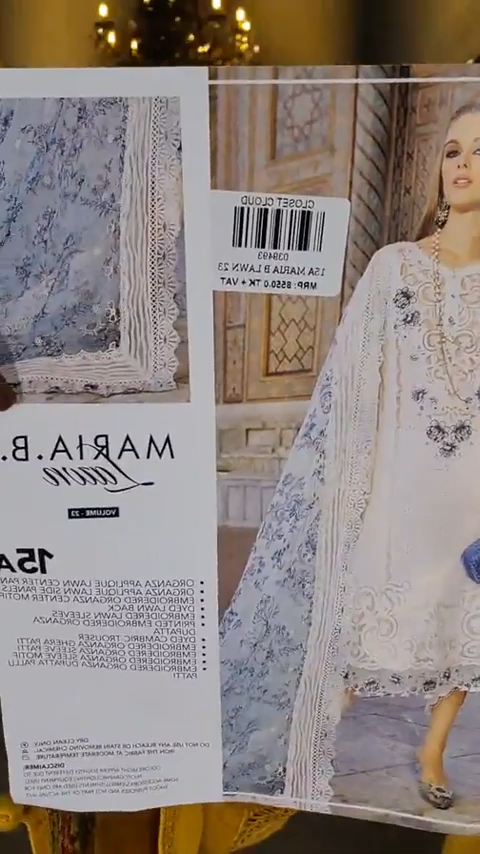 CLOSET CLOUD
039493
15A MARIA B LAWN 23
MRP: 8550.0 TK + VAT
MARIA.B.
Lawn
VOLUME - 23
15A
ORGANZA APPLIQUE LAWN CENTER PAN
ORGANZA APPLIQUE LAWN SIDE PANELS
EMBROIDERED ORGANZA CENTER MOTIF
DYED LAWN BACK
DYED LAWN SLEEVES
PRINTED EMBROIDERED ORGANZA
DUPATTA
DYED CAMBRIC TROUSER
EMBROIDERED ORGANZA GHERA PATTI
EMBROIDERED ORGANZA SLEEVE PATTI
EMBROIDERED ORGANZA SLEEVE MOTIF
EMBROIDERED ORGANZA DUPATTA PALLU
PATTI
DRY CLEAN ONLY.
DO NOT USE ANY BLEACH OR STAIN REMOVING CHEMICAL.
IRON THE FABRIC AT MODERATE TEMPERATURE.
DISCLAIMER: